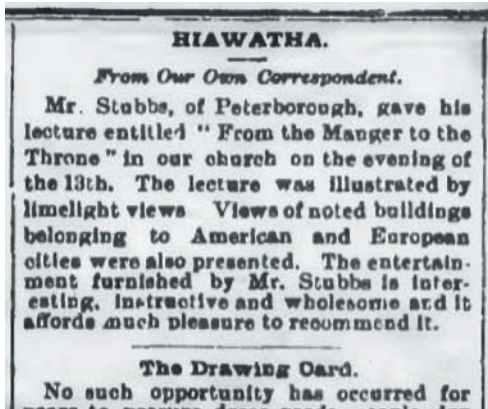 HIAWATHA.
From Our Own Correspondent.
Mr. Stubbs, of Peterborough, gave his
lecture entitled "From the Manger to the
Throne" in our church on the evening of
the 13th. The lecture was illustrated by
limelight views Views of noted buildings
belonging to American and European
cities were also presented. The entertain-
ment furnished by Mr. Stubbs is inter-
esting, instructive and wholesome and it
affords much pleasure to recommend it.
The Drawing Card.
No such opportunity has occurred for